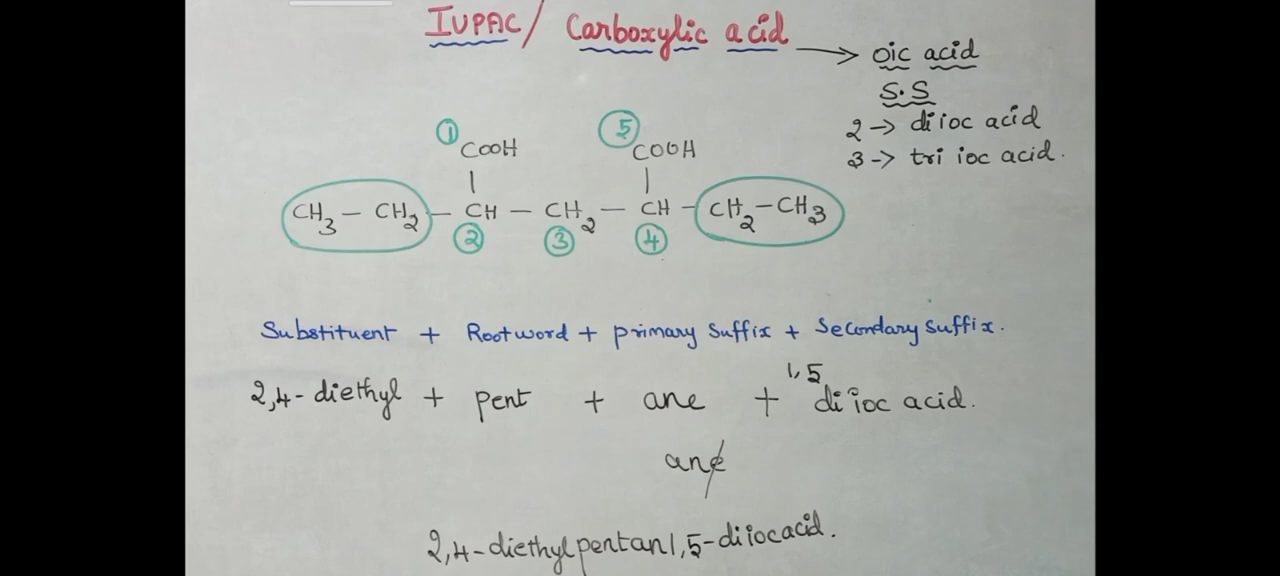 IUPAC/ Carboxylic acid → oic acid
S.S
2 → di ioc acid
3 → tri ioc acid.
① ⑤
COOH COOH
| |
CH3 — CH2 — CH — CH2 — CH — CH2 — CH3
② ③ ④
Substituent + Rootword + primary Suffix + Secondary Suffix.
1,5
2,4-diethyl + pent + ane + di ioc acid.
ane
2,4-diethylpentan1,5-diiocacid.